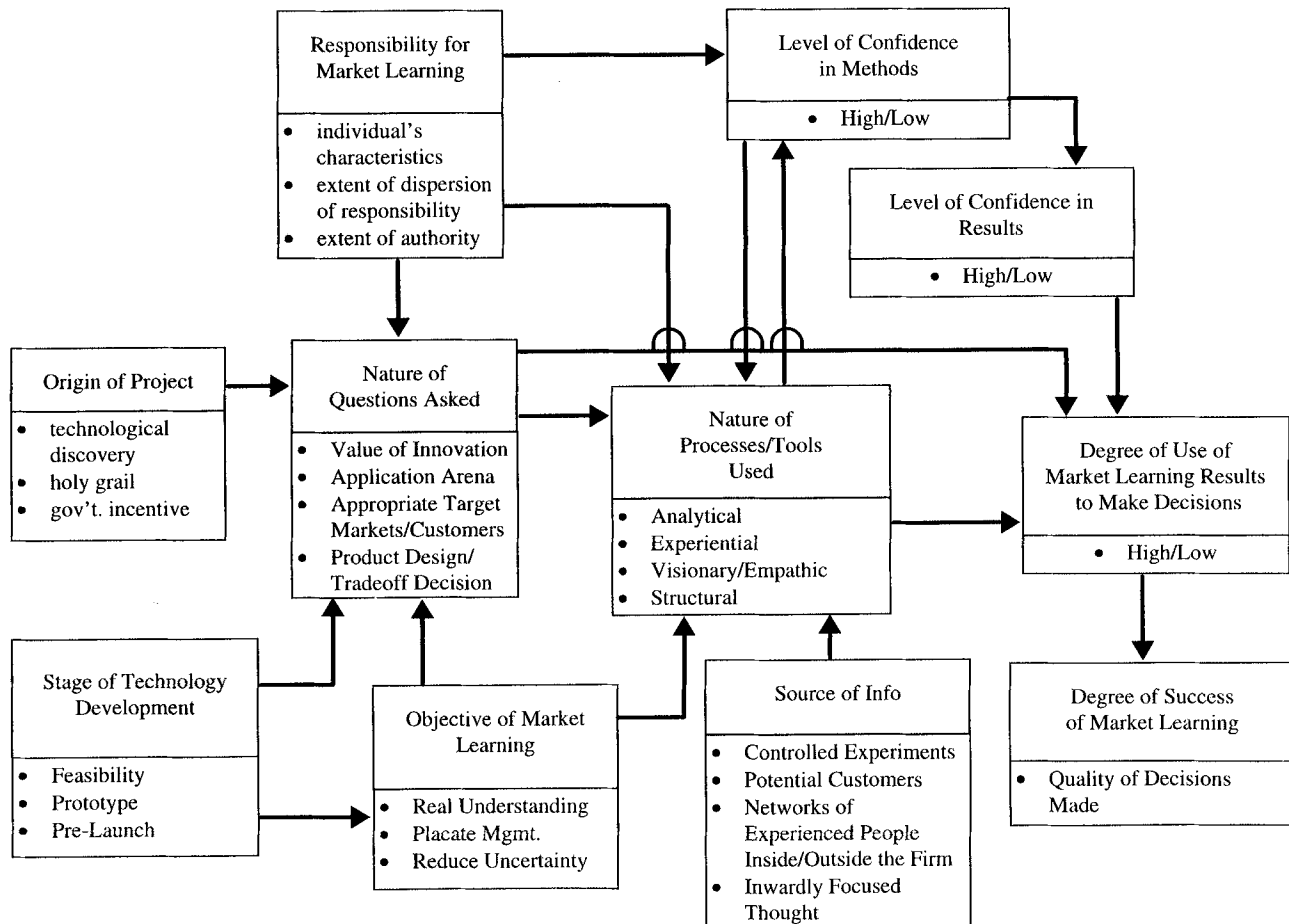 Responsibility for
Market Learning
• individual's
characteristics
• extent of dispersion
of responsibility
• extent of authority
Level of Confidence
in Methods
• High/Low
Level of Confidence in
Results
• High/Low
Origin of Project
• technological
discovery
• holy grail
• gov't. incentive
Nature of
Questions Asked
• Value of Innovation
• Application Arena
• Appropriate Target
Markets/Customers
• Product Design/
Tradeoff Decision
Nature of
Processes/Tools
Used
• Analytical
• Experiential
• Visionary/Empathic
• Structural
Degree of Use of
Market Learning Results
to Make Decisions
• High/Low
Stage of Technology
Development
• Feasibility
• Prototype
• Pre-Launch
Objective of Market
Learning
• Real Understanding
• Placate Mgmt.
• Reduce Uncertainty
Source of Info
• Controlled Experiments
• Potential Customers
• Networks of
Experienced People
Inside/Outside the Firm
• Inwardly Focused
Thought
Degree of Success
of Market Learning
• Quality of Decisions
Made